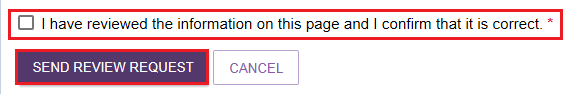 I have reviewed the information on this page and I confirm that it is correct. *
SEND REVIEW REQUEST CANCEL